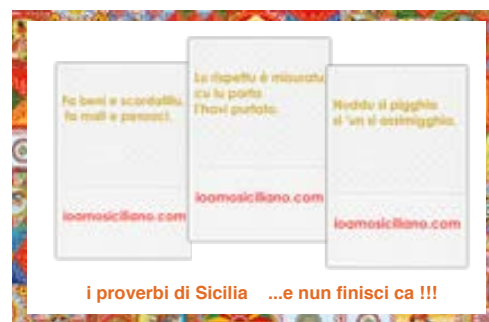 Fa beni e scordatillu,
fa mali e penzaci.
ioamosiciliano.com
Lu rispettu è misuratu
cu lu porta
l'havi purtatu.
ioamosiciliano.com
Nuddu si pigghia
si 'un si assimigghia.
ioamosiciliano.com
i proverbi di Sicilia ...e nun finisci ca !!!